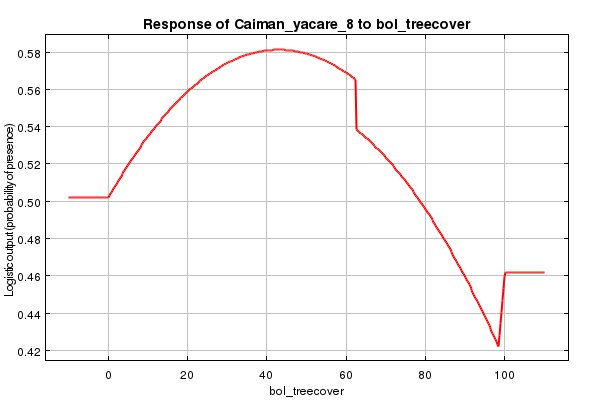 Response of Caiman_yacare_8 to bol_treecover
Logistic output (probability of presence)
0.58
0.56
0.54
0.52
0.50
0.48
0.46
0.44
0.42
0 20 40 60 80 100
bol_treecover